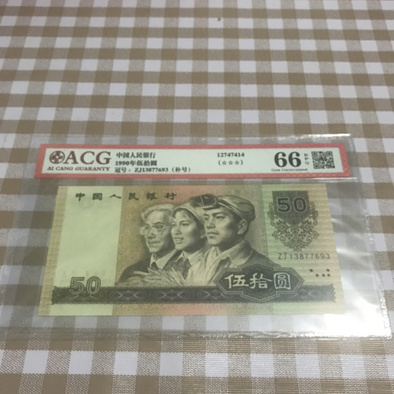 ACG
AI CANG GUARANTY
中国人民银行
1990年伍拾圆
冠号：ZJ13877693（补号）
12747414
(☆☆☆)
66
中国人民银行
50
ZJ13877693
50
伍拾圆